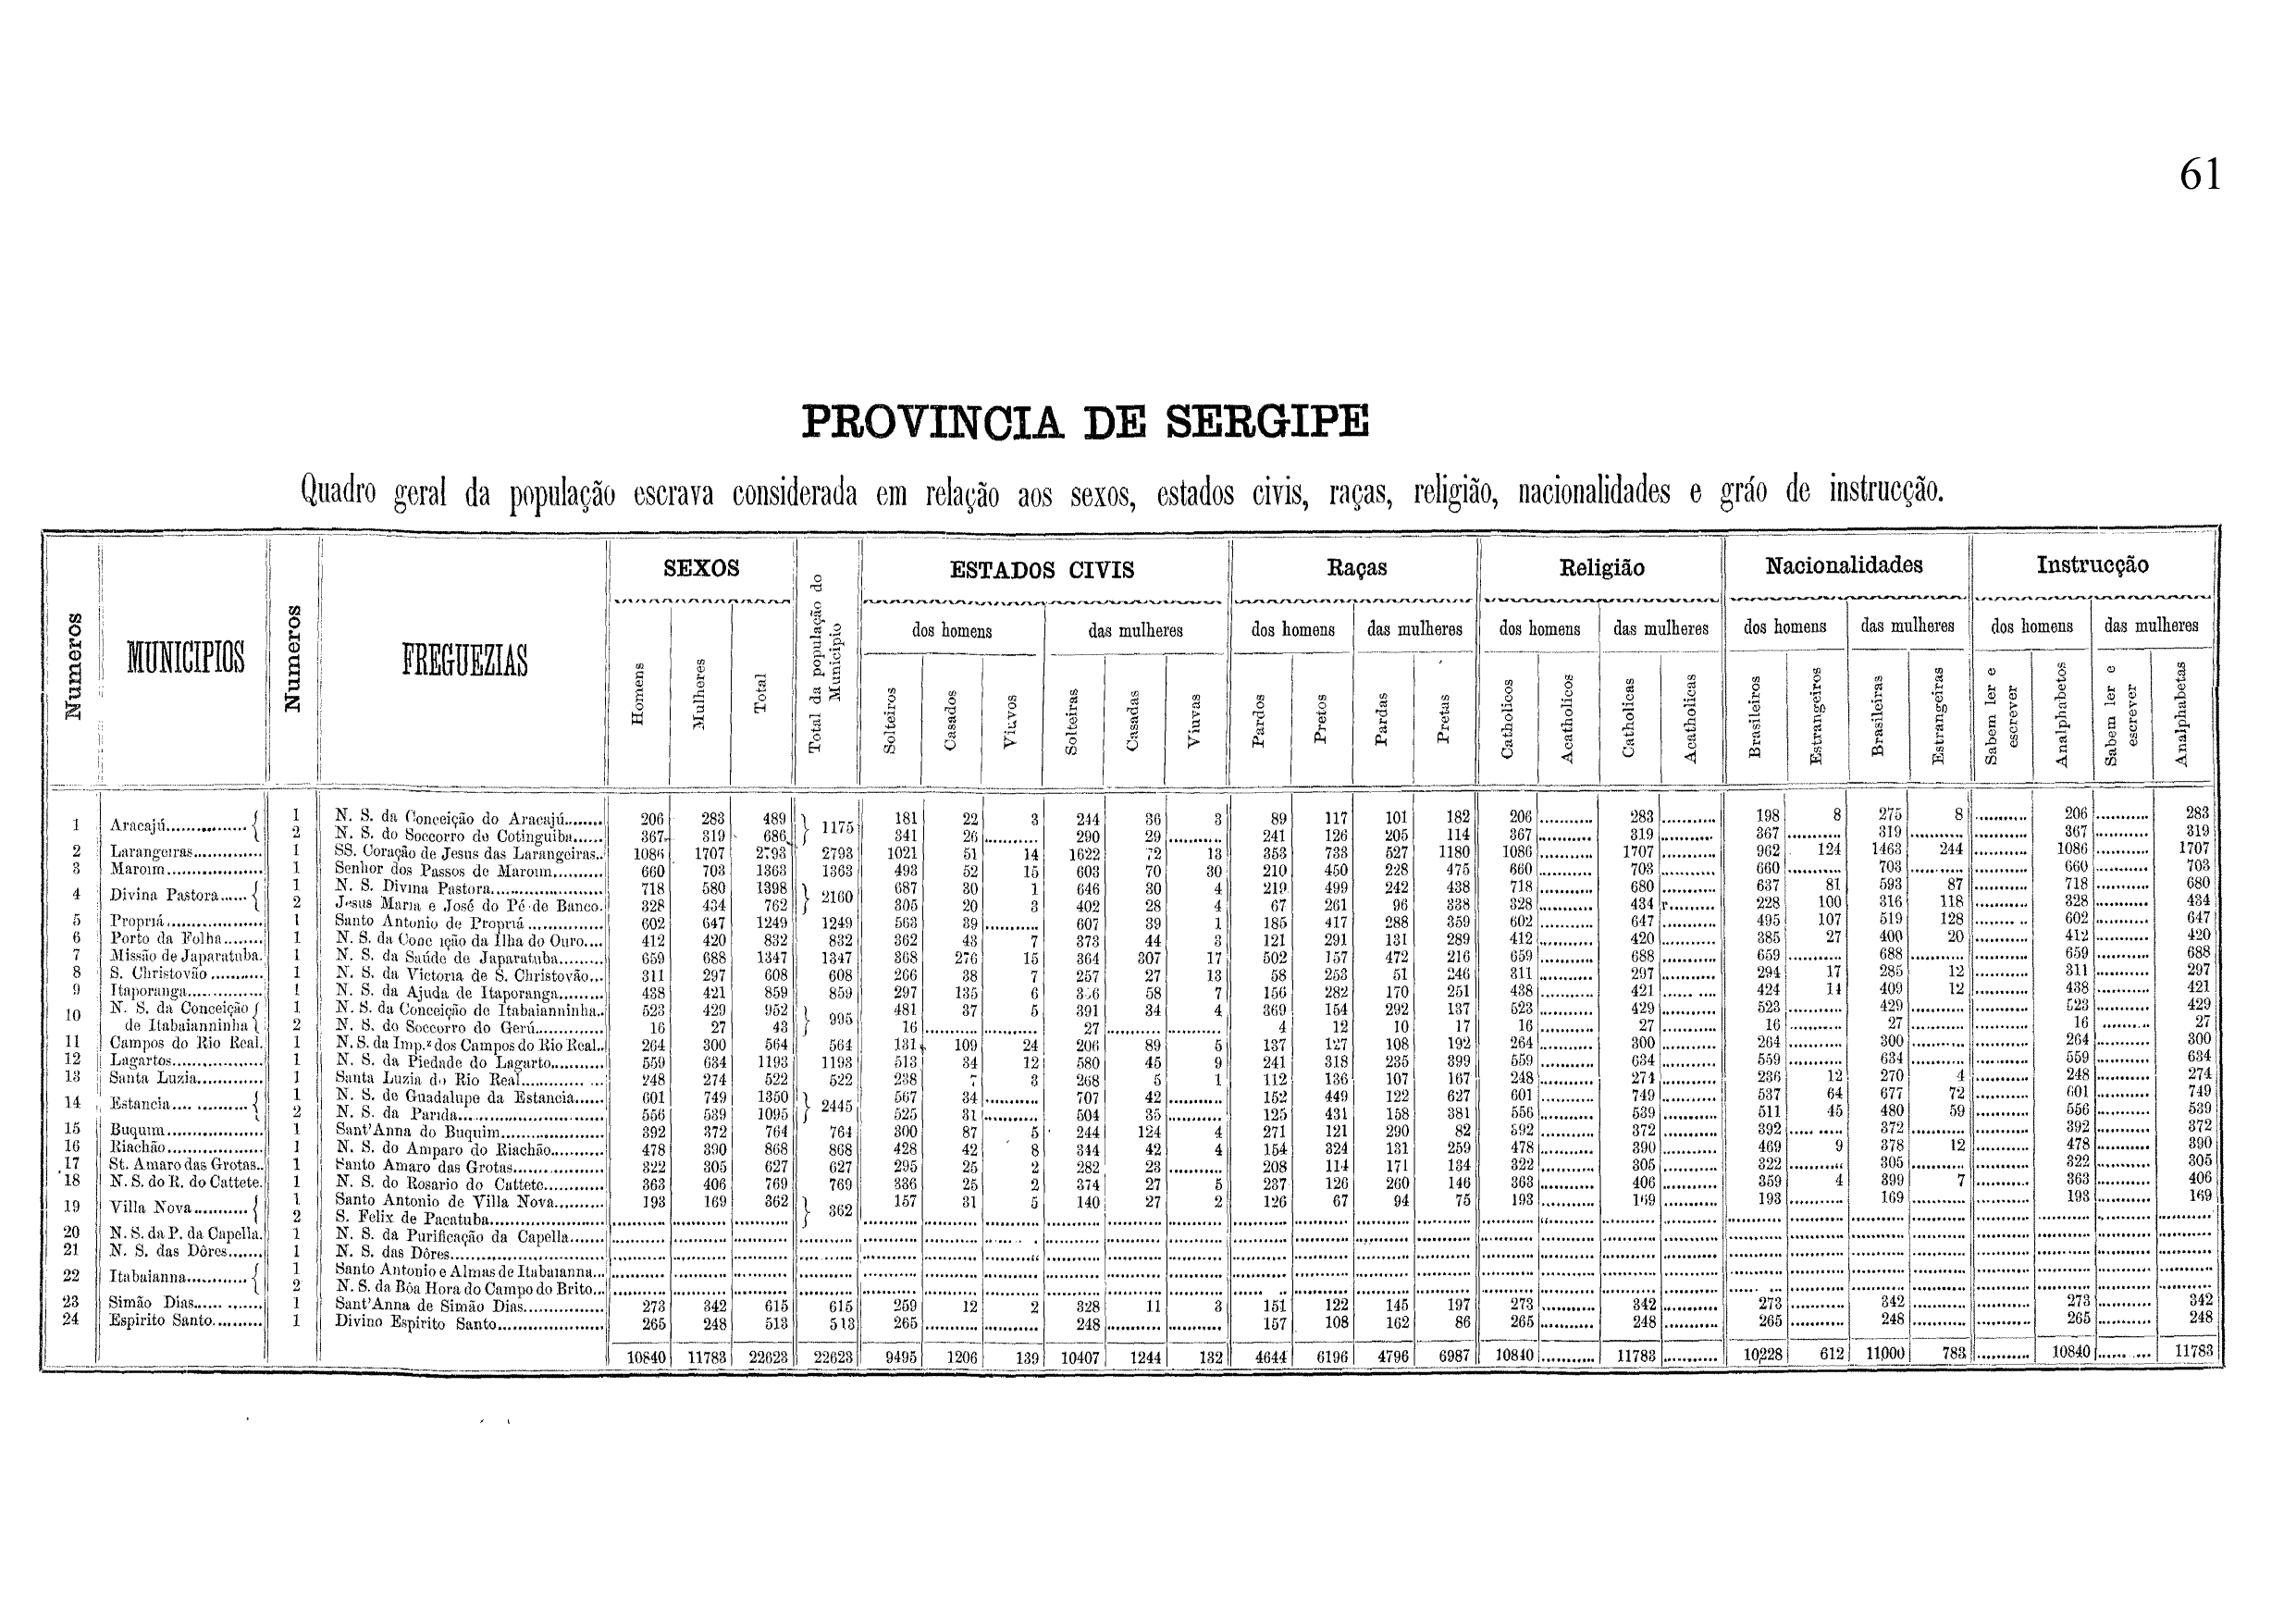 61
PROVINCIA DE SERGIPE
Quadro geral da população escrava considerada em relação aos sexos, estados civis, raças, religião, nacionalidades e gráo de instrucção.
Numeros MUNICIPIOS Numeros FREGUEZIAS SEXOS Total da população do Municipio ESTADOS CIVIS Raças Religião Nacionalidades Instrucção
dos homens das mulheres dos homens das mulheres dos homens das mulheres dos homens das mulheres dos homens das mulheres
Homens Mulheres Total Solteiros Casados Viuvos Solteiras Casadas Viuvas Pardos Pretos Pardas Pretas Catholicos Acatholicos Catholicas Acatholicas Brasileiros Estrangeiros Brasileiras Estrangeiras Sabem ler e escrever Analphabetos Sabem ler e escrever Analphabetas
1 Aracajú 1 N. S. da Conceição do Aracajú 206 283 489 1175 181 22 3 244 36 3 89 117 101 182 206 283 198 8 275 8 206 283
2 N. S. do Soccorro do Cotinguiba 367 319 686 341 26 290 29 241 126 205 114 367 319 367 319 367 319
2 Larangeiras 1 SS. Coração de Jesus das Larangeiras 1086 1707 2793 2793 1021 51 14 1622 72 13 353 733 527 1180 1086 1707 962 124 1463 244 1086 1707
3 Maroim 1 Senhor dos Passos de Maroim 660 703 1363 1363 493 52 15 603 70 30 210 450 228 475 660 703 660 703 660 703
4 Divina Pastora 1 N. S. Divina Pastora 718 580 1398 2160 687 30 1 646 30 4 219 499 242 438 718 680 637 81 593 87 718 680
2 Jesus Maria e José do Pé de Banco. 328 434 762 305 20 3 402 28 4 67 261 96 338 328 434 228 100 316 118 328 434
5 Propriá 1 Santo Antonio de Propriá 602 647 1249 1249 563 39 607 39 1 185 417 288 359 602 647 495 107 519 128 602 647
6 Porto da Folha 1 N. S. da Conc ição da Ilha do Ouro 412 420 832 832 362 43 7 373 44 3 121 291 131 289 412 420 385 27 400 20 412 420
7 Missão de Japaratuba. 1 N. S. da Saúde de Japaratuba 659 688 1347 1347 368 276 15 364 307 17 502 157 472 216 659 688 659 688 659 688
8 S. Christovão 1 N. S. da Victoria de S. Christovão 311 297 608 608 266 38 7 257 27 13 58 253 51 246 311 297 294 17 285 12 311 297
9 Itaporanga 1 N. S. da Ajuda de Itaporanga 438 421 859 859 297 135 6 58 7 156 282 170 251 438 421 424 14 409 12 438 421
10 N. S. da Conceição de Itabaianninha 1 N. S. da Conceição de Itabaianninha 523 429 952 995 481 37 5 391 34 4 369 154 292 137 523 429 523 429 523 429
2 N. S. do Soccorro do Gerú 16 27 43 16 27 4 12 10 17 16 27 16 27 16 27
11 Campos do Rio Real. 1 N. S. da Imp.ª dos Campos do Rio Real 264 300 564 564 131 109 24 206 89 5 137 127 108 192 264 300 264 300 264 300
12 Lagartos 1 N. S. da Piedade do Lagarto 559 634 1193 1193 513 34 12 580 45 9 241 318 235 399 559 634 559 634 559 634
13 Santa Luzia 1 Santa Luzia do Rio Real 248 274 522 522 238 7 3 268 5 1 112 136 107 167 248 274 236 12 270 4 248 274
14 Estancia 1 N. S. de Guadalupe da Estancia 601 749 1350 2445 567 34 707 42 152 449 122 627 601 749 537 64 677 72 601 749
2 N. S. da Parida 556 539 1095 525 31 504 35 125 431 158 381 556 539 511 45 480 59 556 539
15 Buquim 1 Sant'Anna do Buquim 392 372 764 764 300 87 5 244 124 4 271 121 290 82 392 372 392 372 392 372
16 Riachão 1 N. S. do Amparo do Riachão 478 390 868 868 428 42 8 344 42 4 154 324 131 259 478 390 469 9 378 12 478 390
17 St. Amaro das Grotas 1 Santo Amaro das Grotas 322 305 627 627 295 25 2 282 23 208 114 171 134 322 305 322 305 322 305
18 N. S. do R. do Cattete. 1 N. S. do Rosario do Cattete 363 406 769 769 336 25 2 374 27 5 237 126 260 146 363 406 359 4 399 7 363 406
19 Villa Nova 1 Santo Antonio de Villa Nova 193 169 362 362 157 31 5 140 27 2 126 67 94 75 193 169 193 169 193 169
2 S. Felix de Pacatuba
20 N. S. da P. da Capella. 1 N. S. da Purificação da Capella
21 N. S. das Dôres 1 N. S. das Dôres
22 Itabaianna 1 Santo Antonio e Almas de Itabaianna
2 N. S. da Bôa Hora do Campo do Brito
23 Simão Dias 1 Sant'Anna de Simão Dias 273 342 615 615 259 12 2 328 11 3 151 122 145 197 273 342 273 342 273 342
24 Espirito Santo 1 Divino Espirito Santo 265 248 513 513 265 248 157 108 162 86 265 248 265 248 265 248
10840 11783 22623 22623 9495 1206 139 10407 1244 132 4644 6196 4796 6987 10840 11783 10228 612 11000 783 10840 11783